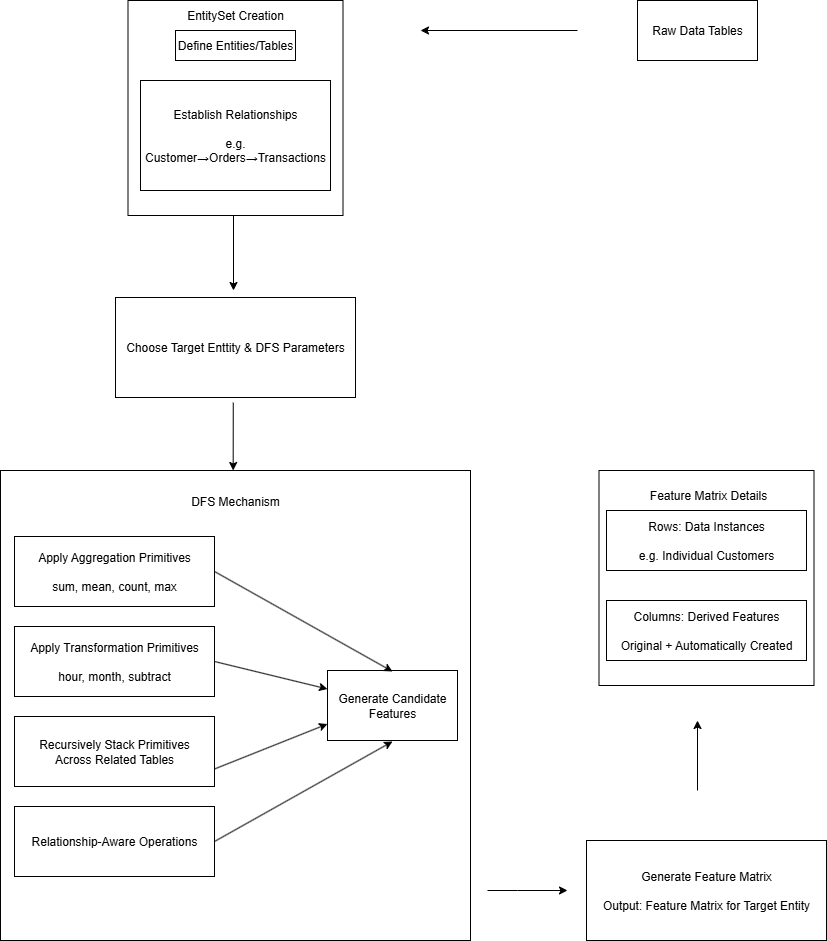 EntitySet Creation
Define Entities/Tables
Establish Relationships
e.g.
Customer→Orders→Transactions
Raw Data Tables
Choose Target Enttity & DFS Parameters
DFS Mechanism
Apply Aggregation Primitives
sum, mean, count, max
Apply Transformation Primitives
hour, month, subtract
Recursively Stack Primitives
Across Related Tables
Relationship-Aware Operations
Generate Candidate
Features
Feature Matrix Details
Rows: Data Instances
e.g. Individual Customers
Columns: Derived Features
Original + Automatically Created
Generate Feature Matrix
Output: Feature Matrix for Target Entity